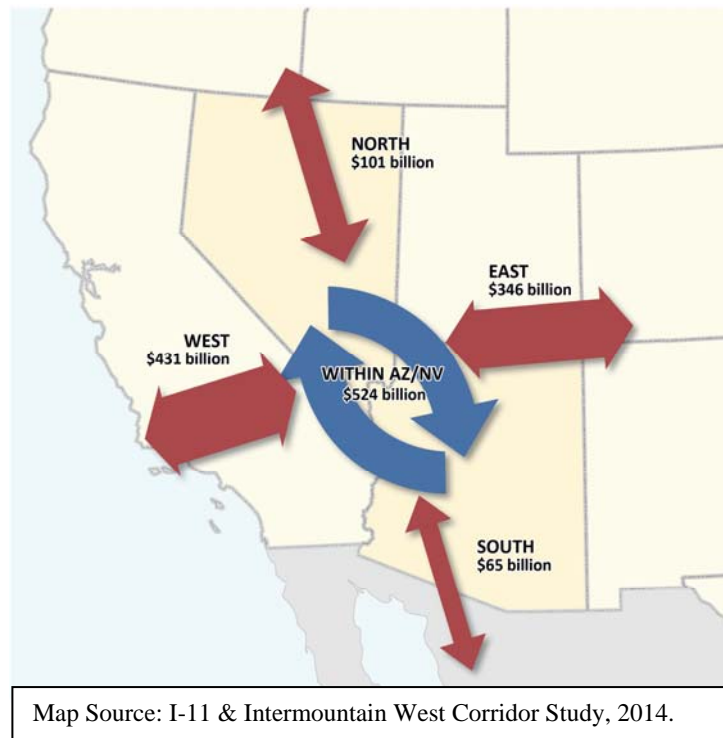 NORTH
$101 billion
EAST
$346 billion
WEST
$431 billion
WITHIN AZ/NV
$524 billion
SOUTH
$65 billion
Map Source: I-11 & Intermountain West Corridor Study, 2014.